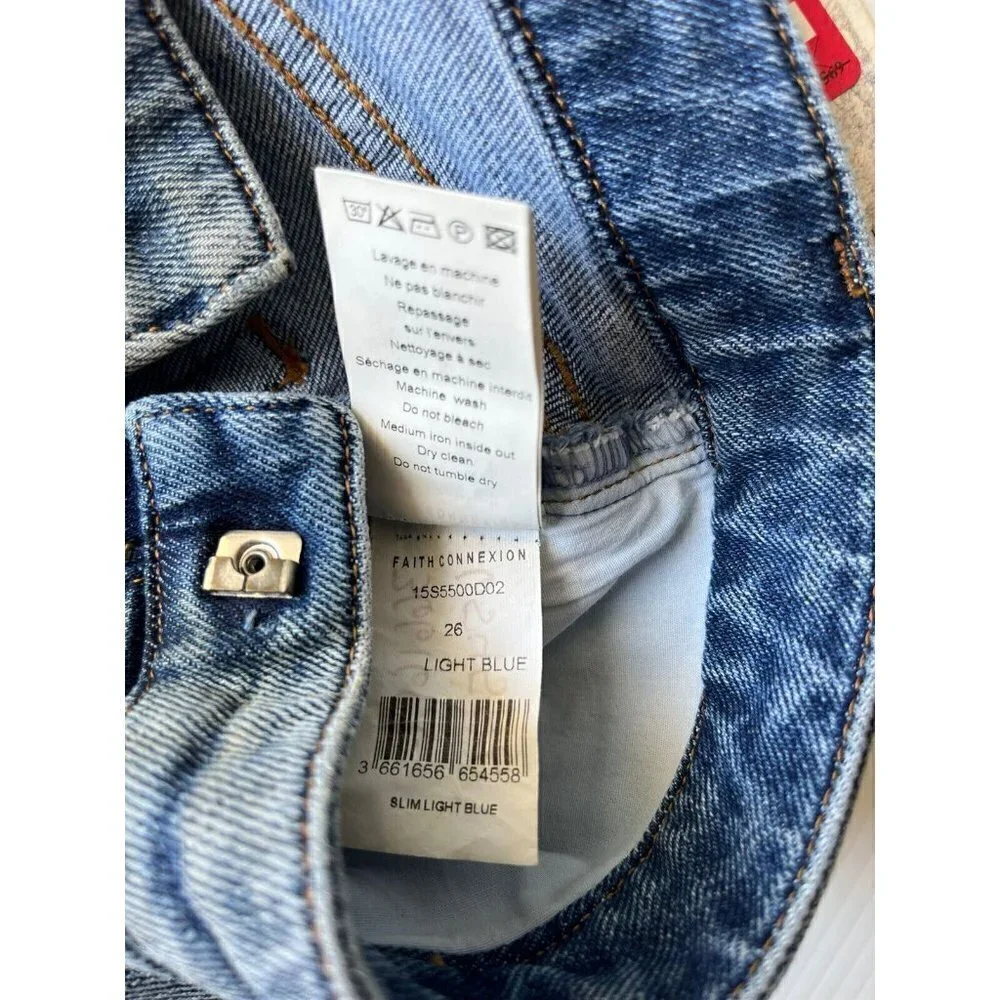 30°
P
Lavage en machine
Ne pas blanchir
Repassage
sur l'envers
Nettoyage à sec
Séchage en machine interdit
Machine wash
Do not bleach
Medium iron inside out
Dry clean
Do not tumble dry
FAITH CONNEXION
15S5500D02
26
LIGHT BLUE
3 661656 654558
SLIM LIGHT BLUE